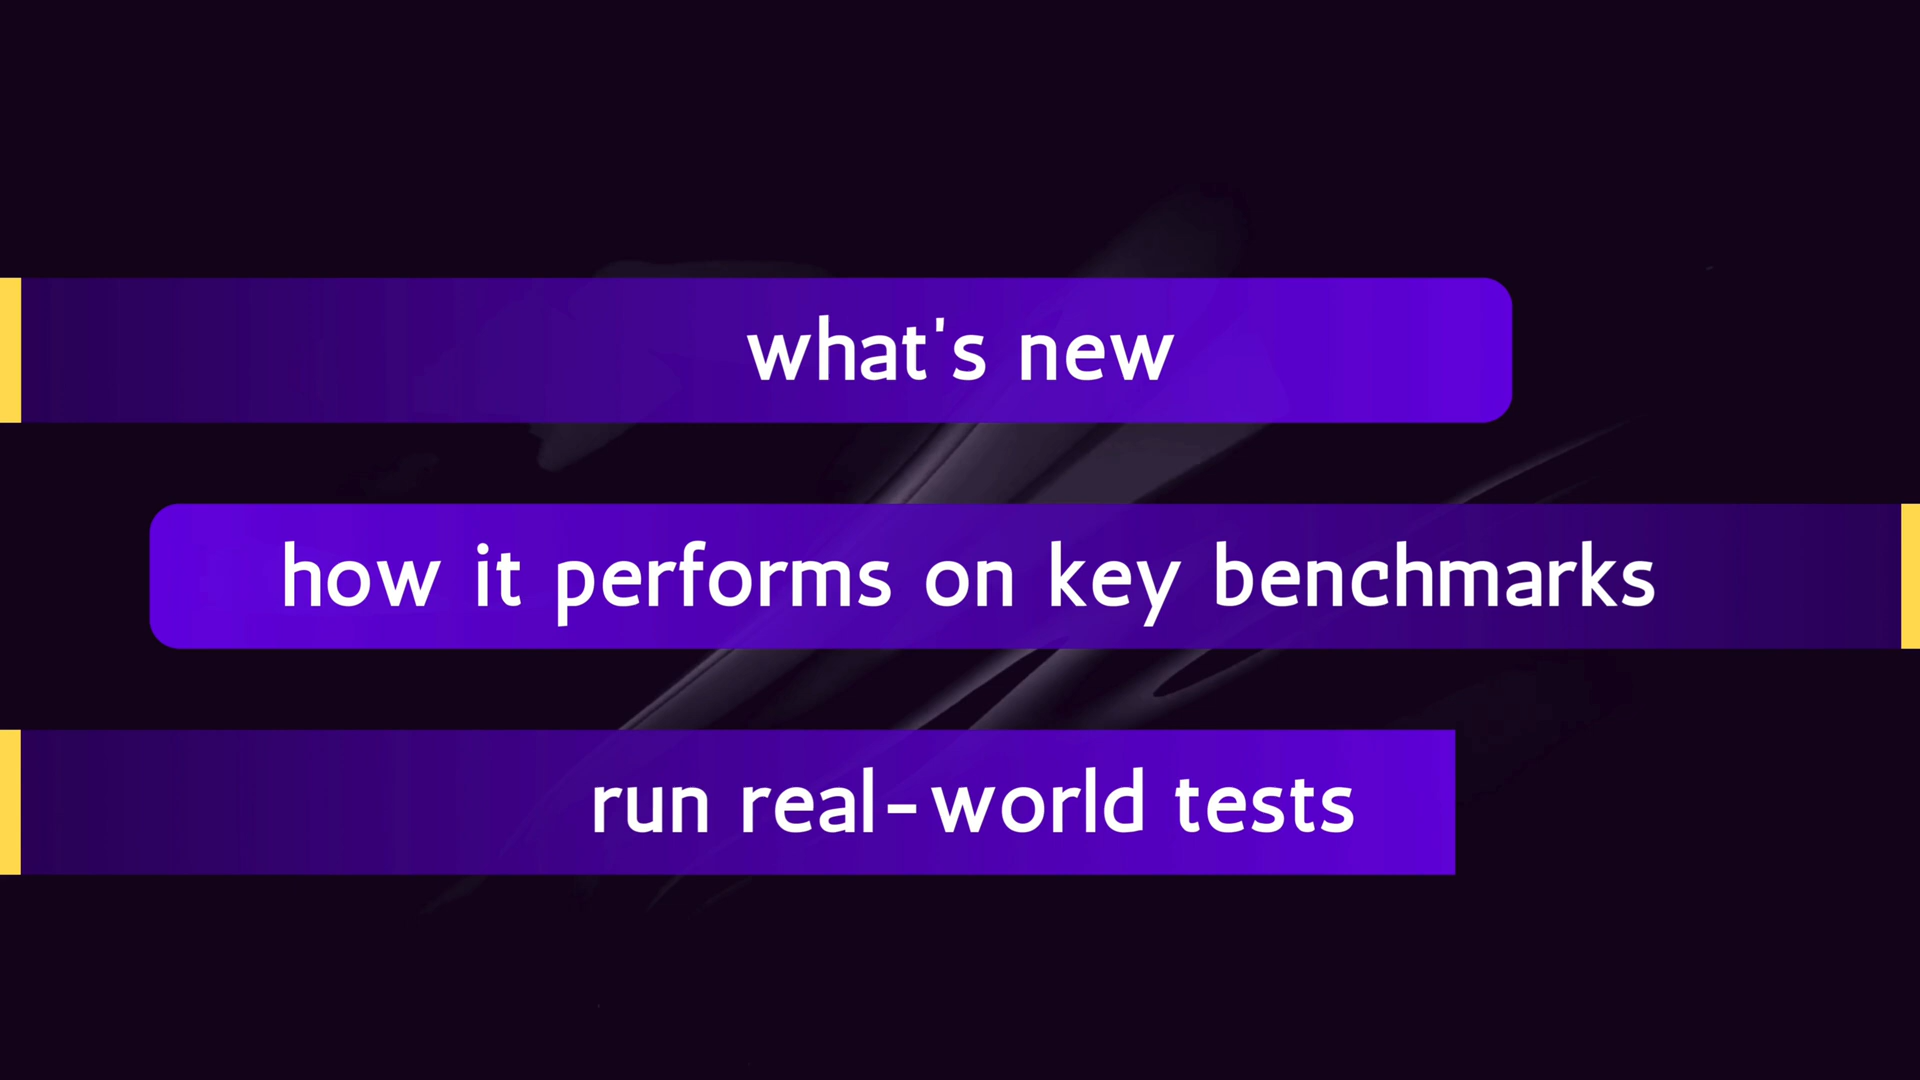 what's new
how it performs on key benchmarks
run real-world tests